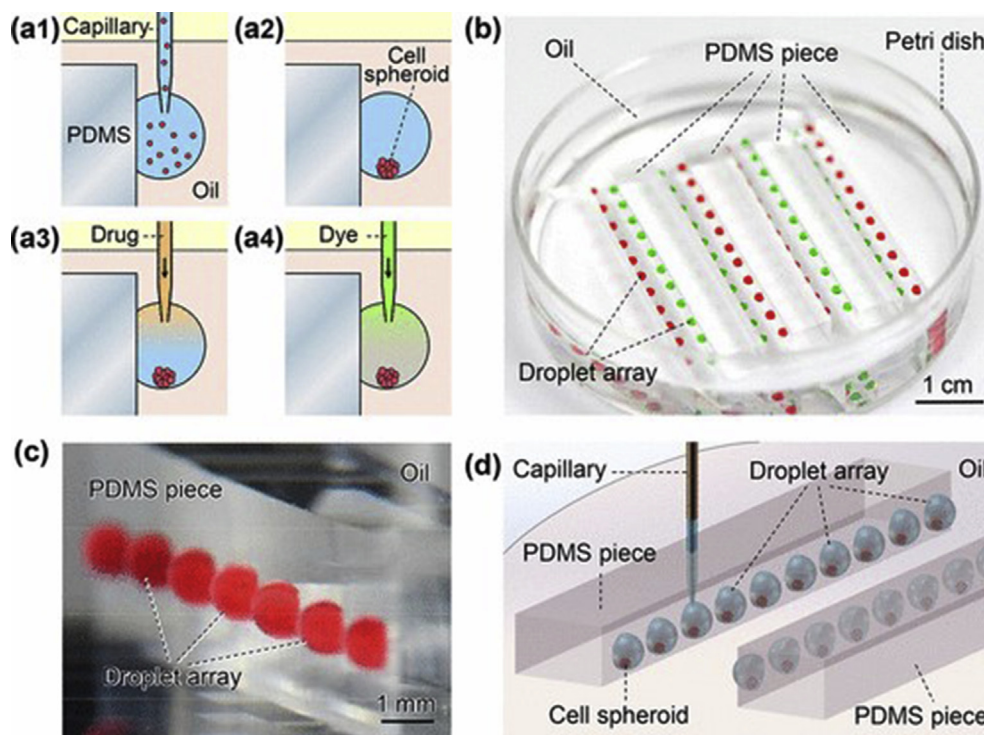 (a1)
Capillary
PDMS
Oil
(a2)
Cell
spheroid
(a3)
Drug
(a4)
Dye
(b)
Oil
PDMS piece
Petri dish
Droplet array
1 cm
(c)
PDMS piece
Oil
Droplet array
1 mm
(d)
Capillary
Droplet array
Oil
PDMS piece
Cell spheroid
PDMS piece